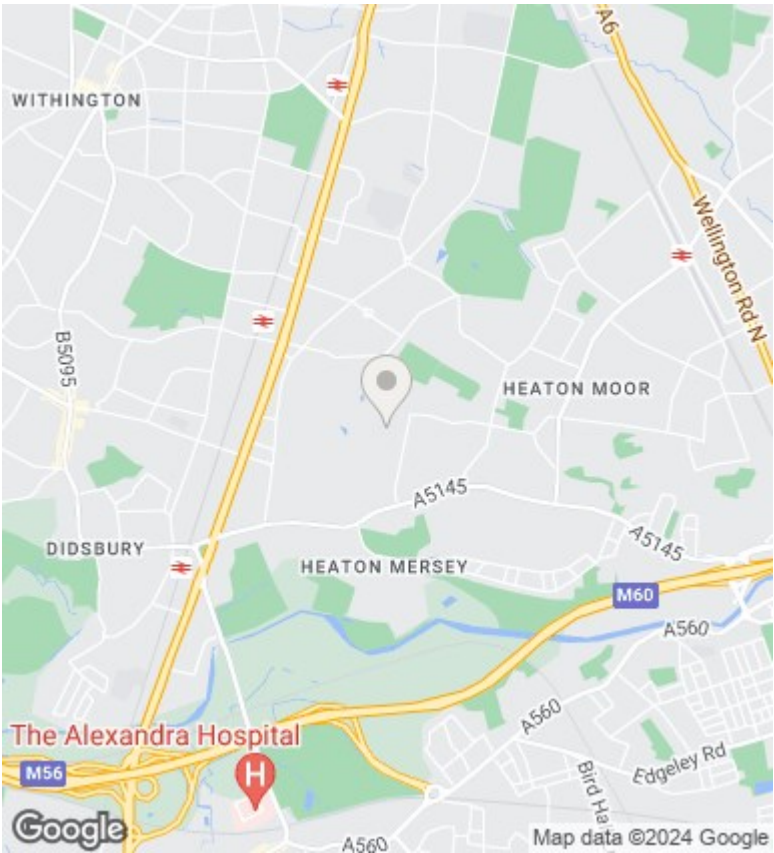 A6
WITHINGTON
Wellington Rd N
B5095
HEATON MOOR
A5145
A5145
DIDSBURY
HEATON MERSEY
M60
A560
A560
The Alexandra Hospital
H
M56
Edgeley Rd
Bird Ha
A560
Google
Map data ©2024 Google